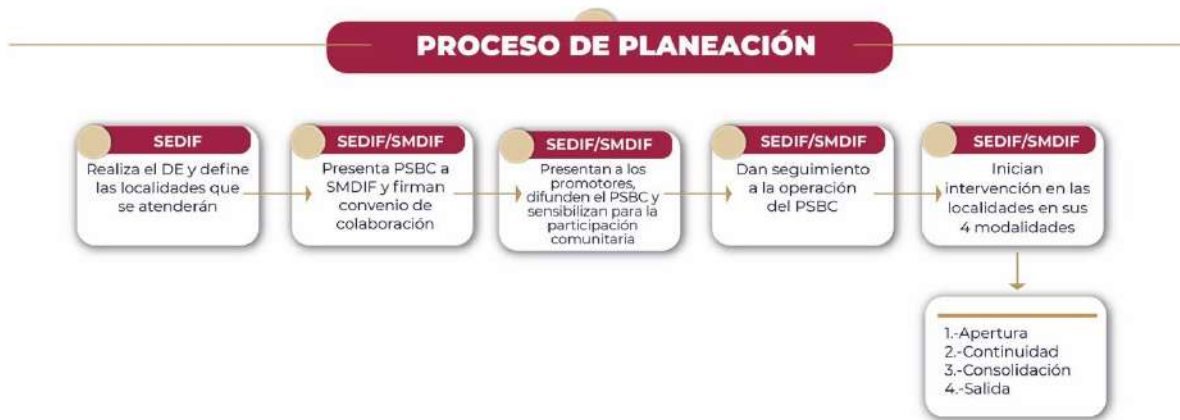 PROCESO DE PLANEACIÓN
SEDIF
Realiza el DE y define
las localidades que
se atenderán
SEDIF/SMDIF
Presenta PSBC a
SMDIF y firman
convenio de
colaboración
SEDIF/SMDIF
Presentan a los
promotores,
difunden el PSBC y
sensibilizan para la
participación
comunitaria
SEDIF/SMDIF
Dan seguimiento
a la operación
del PSBC
SEDIF/SMDIF
Inician
intervención en las
localidades en sus
4 modalidades
1.-Apertura
2.-Continuidad
3.-Consolidación
4.-Salida